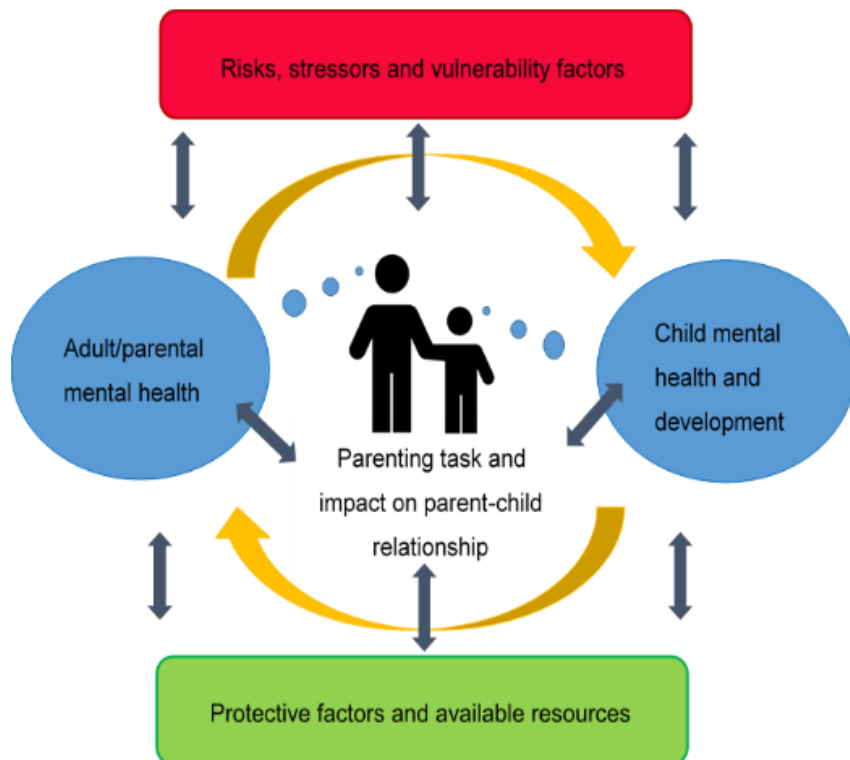 Risks, stressors and vulnerability factors
Adult/parental
mental health
Child mental
health and
development
Parenting task and
impact on parent-child
relationship
Protective factors and available resources